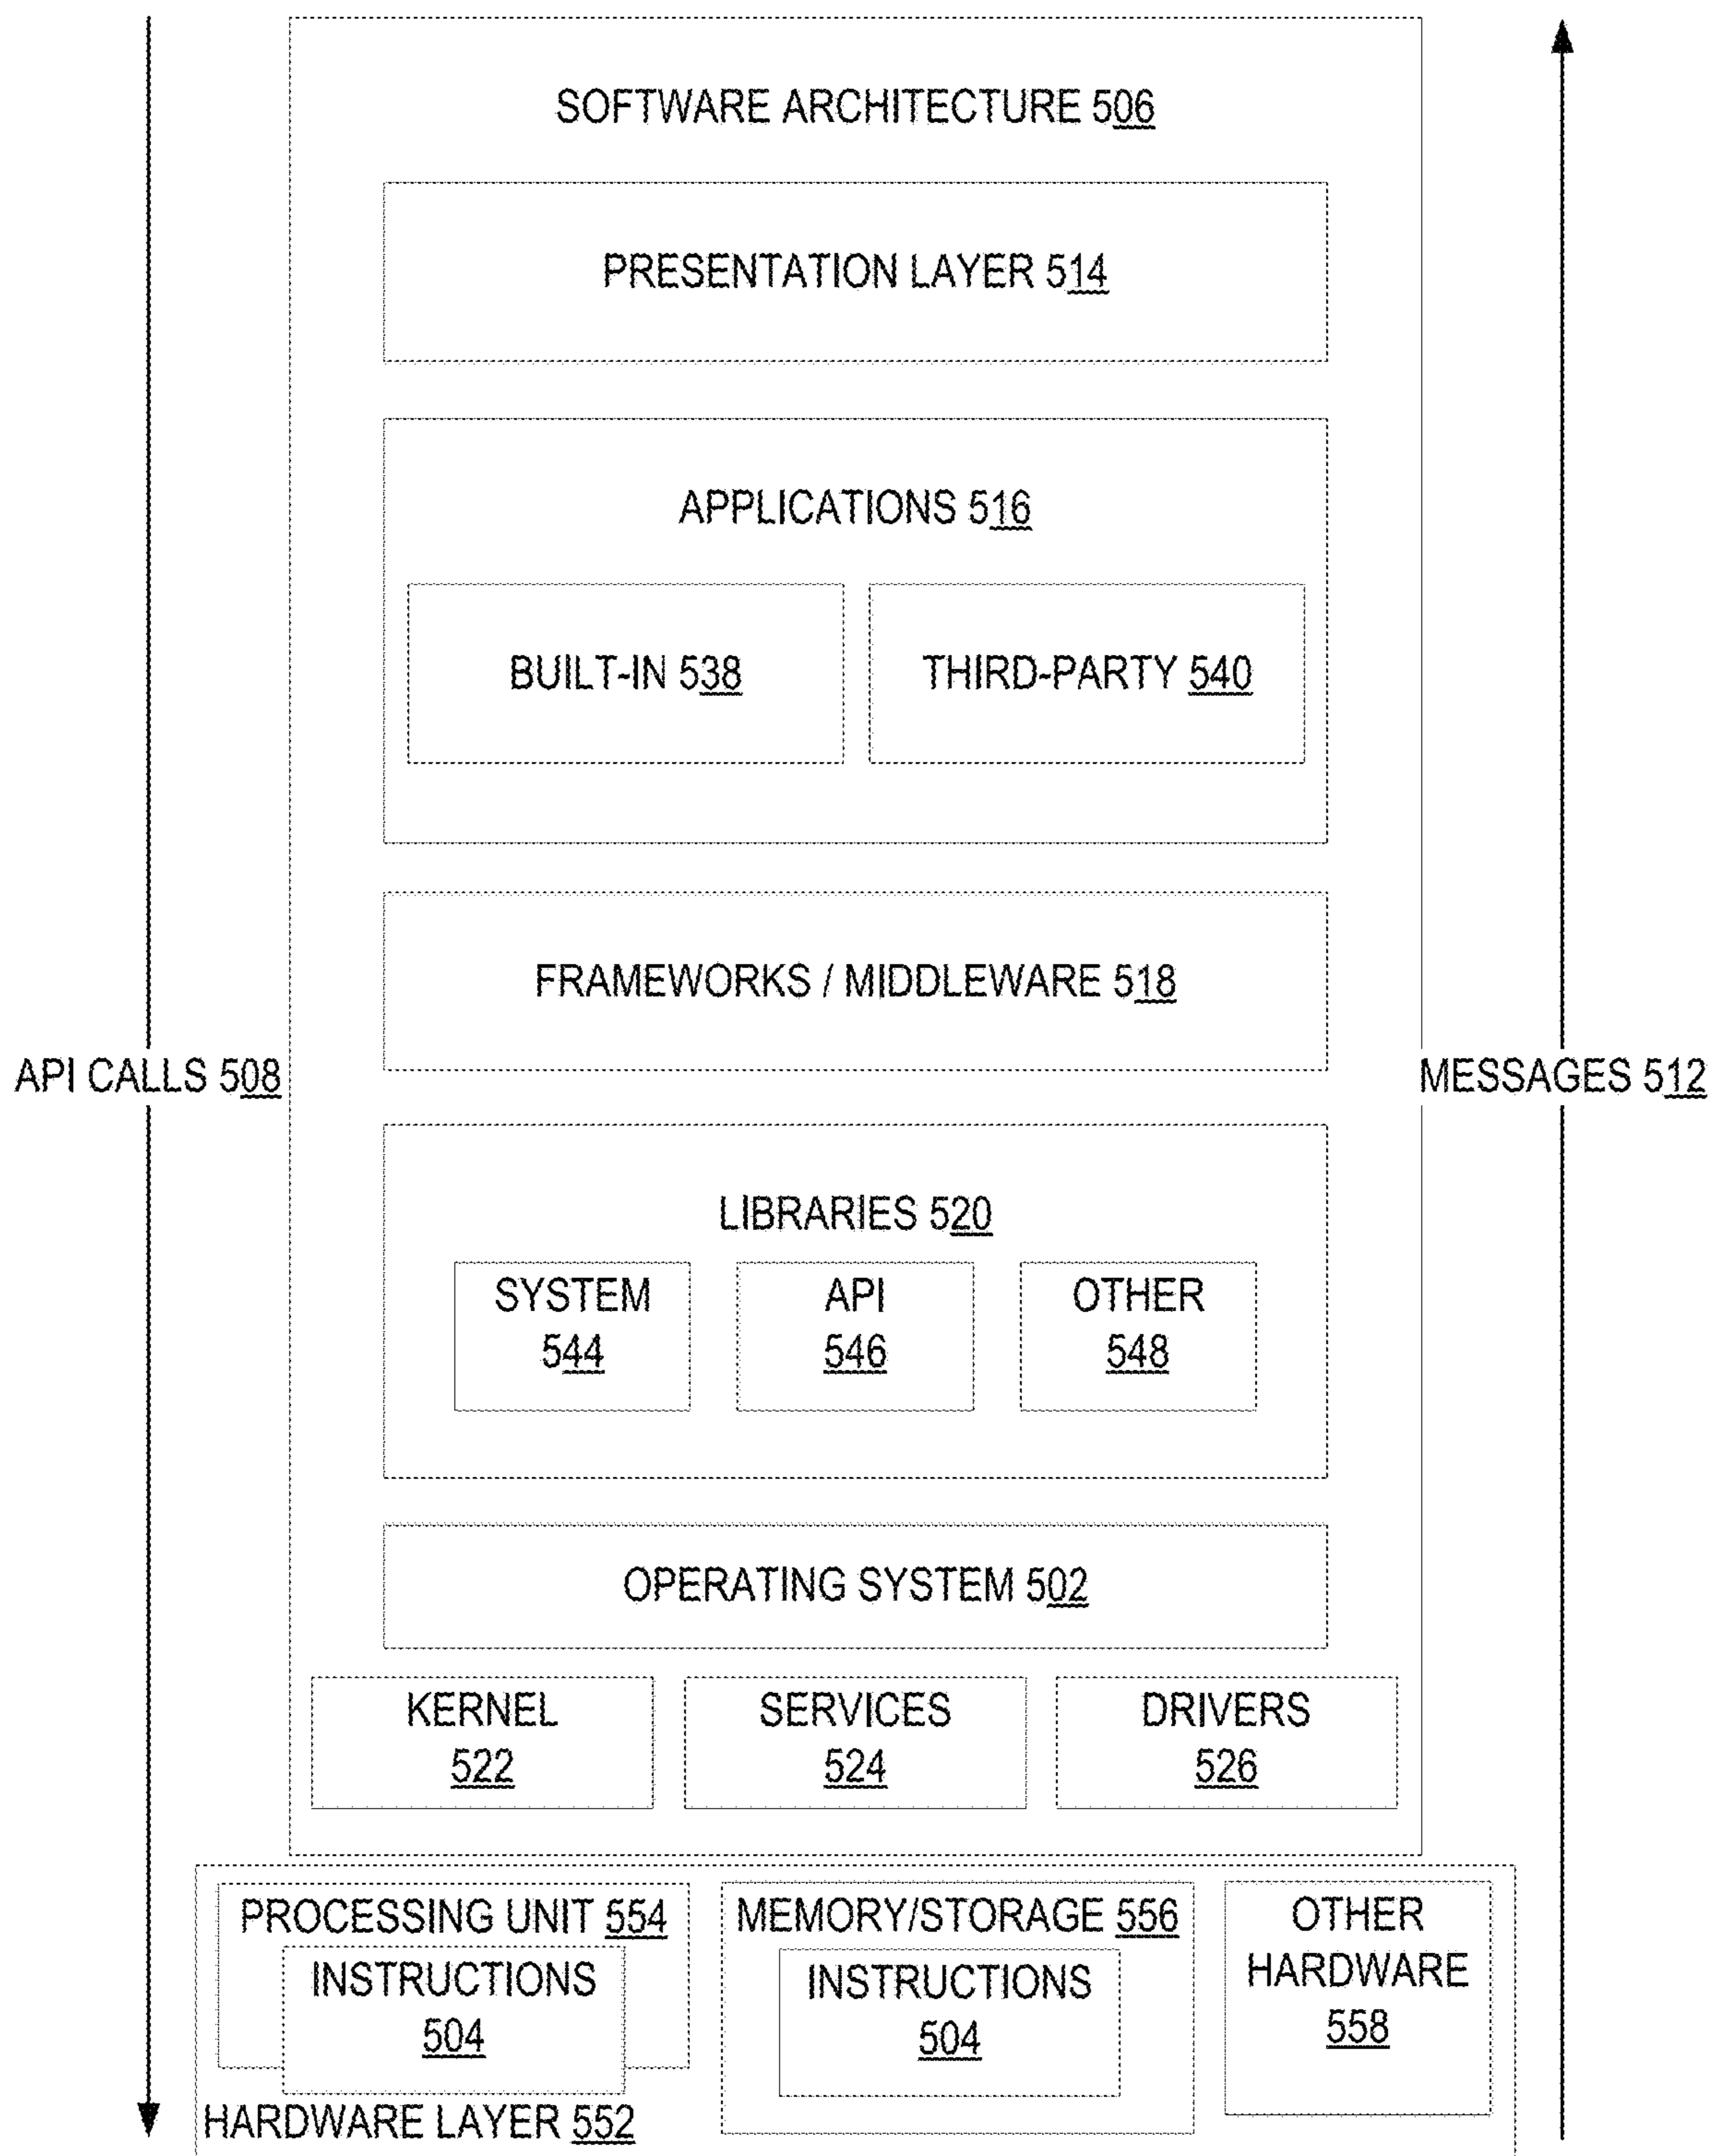 SOFTWARE ARCHITECTURE 506
PRESENTATION LAYER 514
APPLICATIONS 516
BUILT-IN 538
THIRD-PARTY 540
FRAMEWORKS / MIDDLEWARE 518
API CALLS 508
MESSAGES 512
LIBRARIES 520
SYSTEM
544
API
546
OTHER
548
OPERATING SYSTEM 502
KERNEL
522
SERVICES
524
DRIVERS
526
PROCESSING UNIT 554
INSTRUCTIONS
504
MEMORY/STORAGE 556
INSTRUCTIONS
504
OTHER
HARDWARE
558
HARDWARE LAYER 552